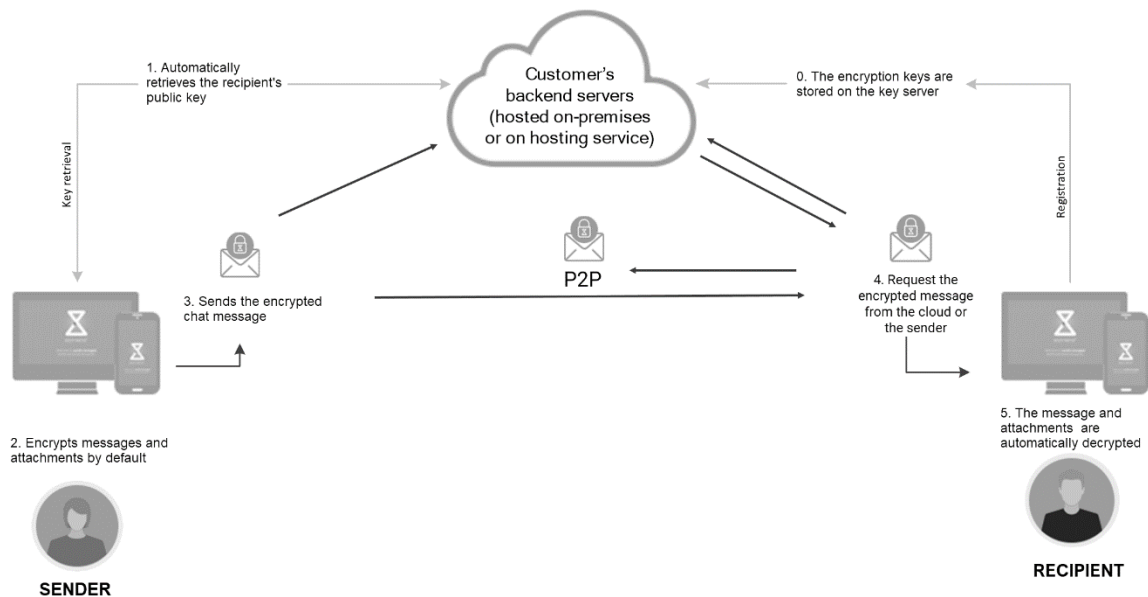 1. Automatically
retrieves the recipient's
public key
Customer's
backend servers
(hosted on-premises
or on hosting service)
0. The encryption keys are
stored on the key server
Key retrieval
Registration
3. Sends the encrypted
chat message
P2P
4. Request the
encrypted message
from the cloud or
the sender
2. Encrypts messages and
attachments by default
5. The message and
attachments are
automatically decrypted
SENDER
RECIPIENT